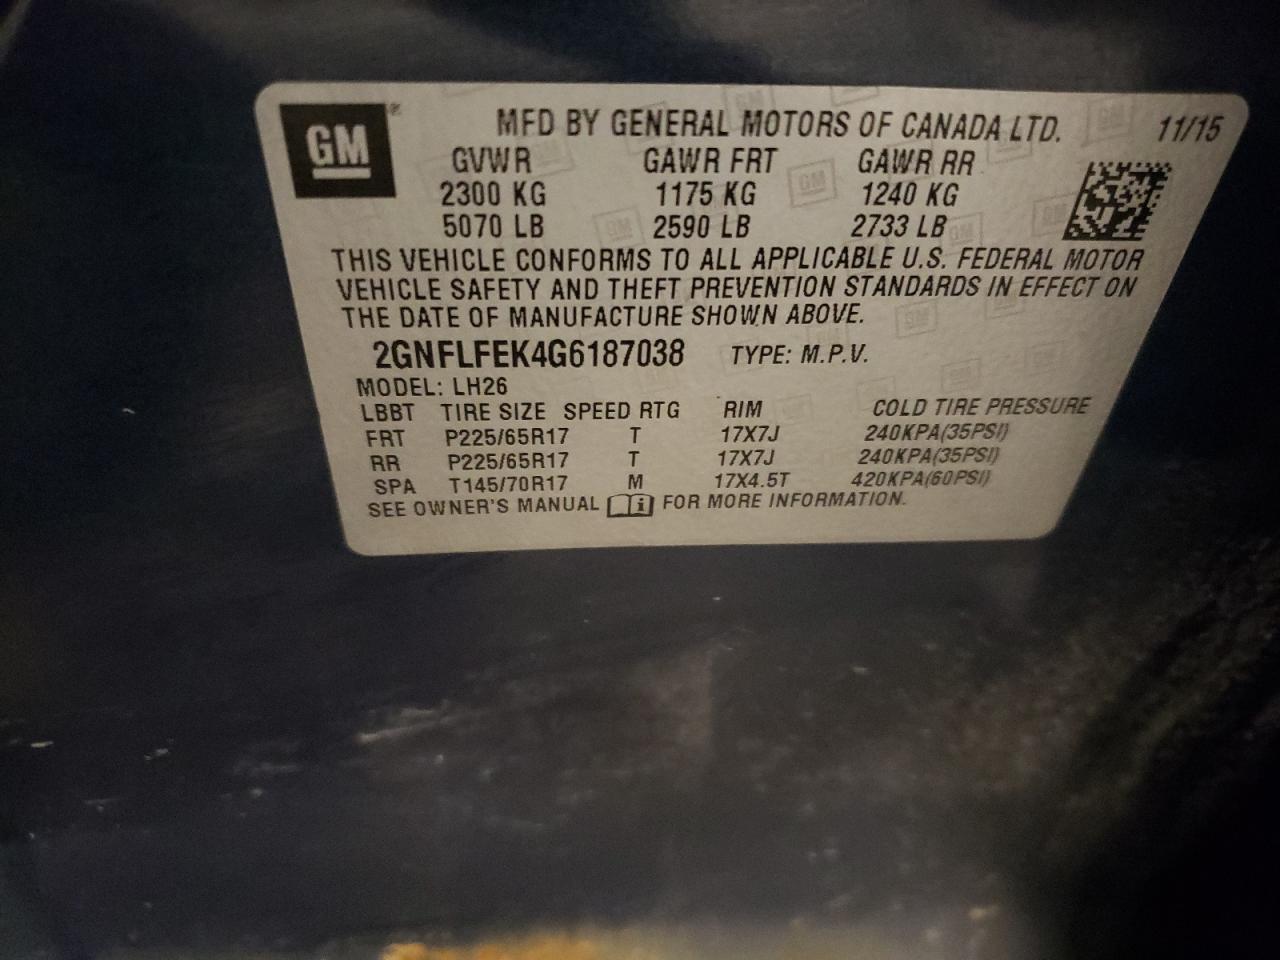 GM
MFD BY GENERAL MOTORS OF CANADA LTD. 11/15
GVWR GAWR FRT GAWR RR
2300 KG 1175 KG 1240 KG
5070 LB 2590 LB 2733 LB
THIS VEHICLE CONFORMS TO ALL APPLICABLE U.S. FEDERAL MOTOR
VEHICLE SAFETY AND THEFT PREVENTION STANDARDS IN EFFECT ON
THE DATE OF MANUFACTURE SHOWN ABOVE.
2GNFLFEK4G6187038 TYPE: M.P.V.
MODEL: LH26
LBBT TIRE SIZE SPEED RTG RIM COLD TIRE PRESSURE
FRT P225/65R17 T 17X7J 240KPA(35PSI)
RR P225/65R17 T 17X7J 240KPA(35PSI)
SPA T145/70R17 M 17X4.5T 420KPA(60PSI)
SEE OWNER'S MANUAL i FOR MORE INFORMATION.